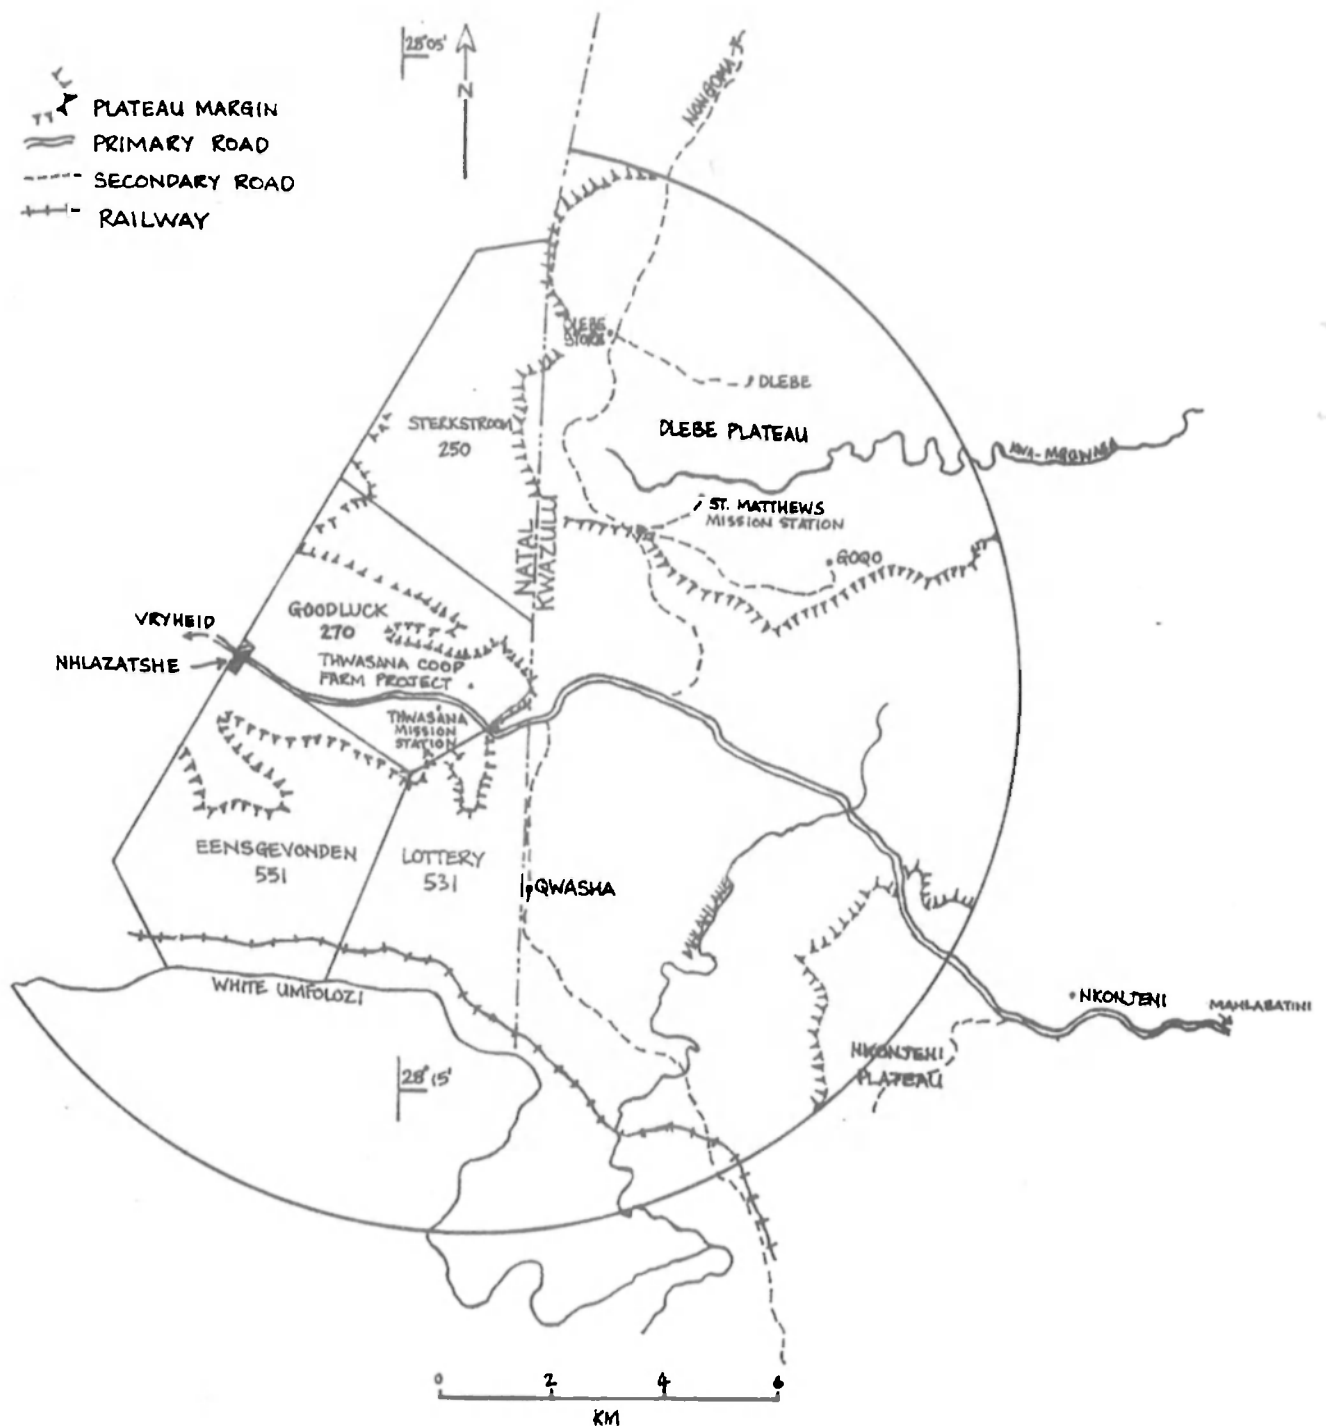 28°05'
N
NONGOMA
PLATEAU MARGIN
PRIMARY ROAD
SECONDARY ROAD
RAILWAY
DLEBE
STORE
DLEBE
STERKSTROOM
250
DLEBE PLATEAU
ST. MATTHEWS
MISSION STATION
NATAL
KWAZULU
GOQO
VRYHEID
NHLAZATSHE
GOODLUCK
270
THWASANA COOP
FARM PROJECT
THWASANA
MISSION
STATION
EENSGEVONDEN
551
LOTTERY
531
QWASHA
WHITE UMFOLOZI
NKONJENI
MAHLABATINI
NKONJENI
PLATEAU
28°15'
0 2 4 6
KM